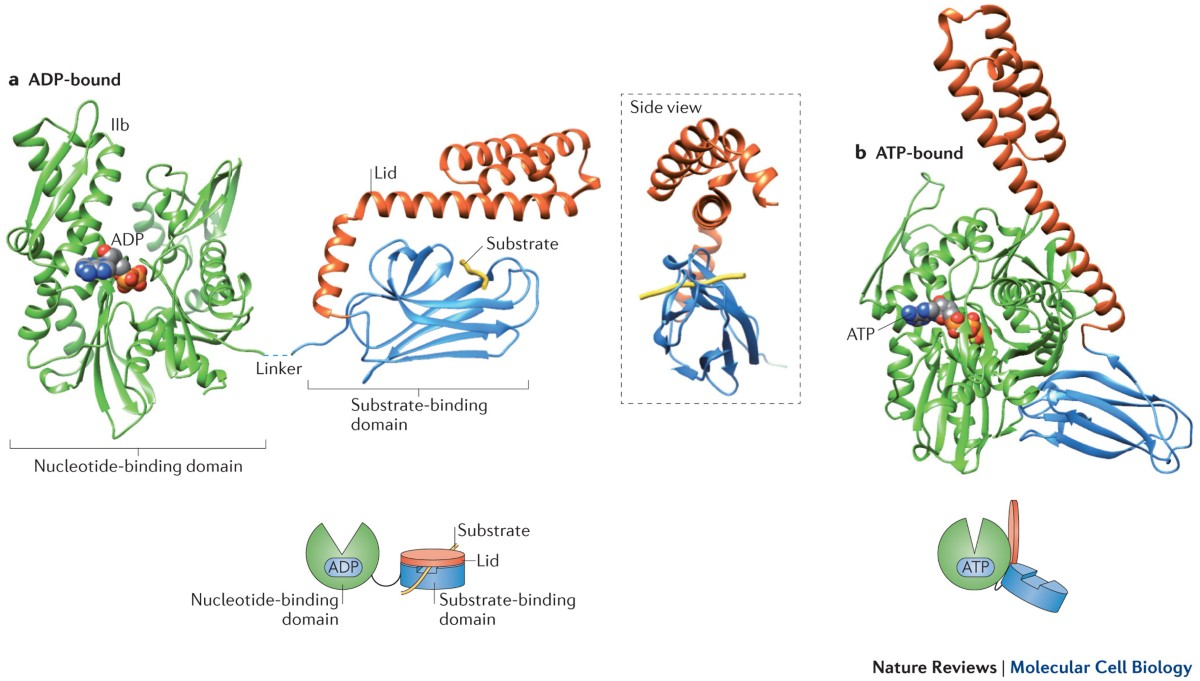 a ADP-bound
IIb
ADP
Lid
Substrate
Linker
Substrate-binding
domain
Nucleotide-binding domain
Side view
b ATP-bound
ATP
Substrate
Lid
ADP
Nucleotide-binding
domain
Substrate-binding
domain
ATP
Nature Reviews | Molecular Cell Biology